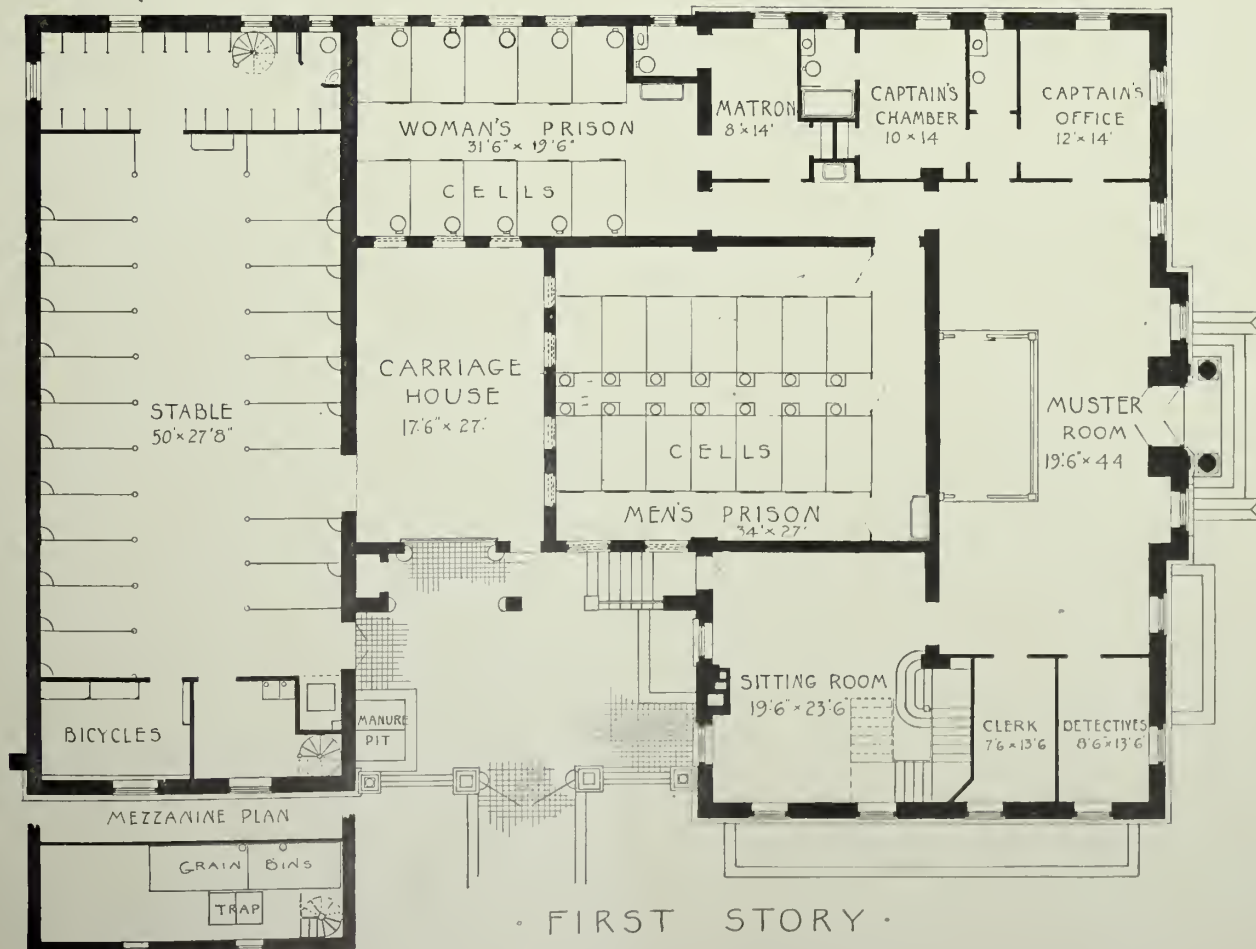 WOMAN'S PRISON
31'6" × 19'6"
CELLS
MATRON
8'×14'
CAPTAIN'S
CHAMBER
10 × 14
CAPTAIN'S
OFFICE
12'×14'
STABLE
50'×27'8"
CARRIAGE
HOUSE
17'6"×27'
CELLS
MEN'S PRISON
34'×27'
MUSTER
ROOM
19'6"×44
BICYCLES
MANURE
PIT
SITTING ROOM
19'6"×23'6
CLERK
7'6×13'6
DETECTIVES
8'6×13'6
MEZZANINE PLAN
GRAIN BINS
TRAP
· FIRST STORY ·